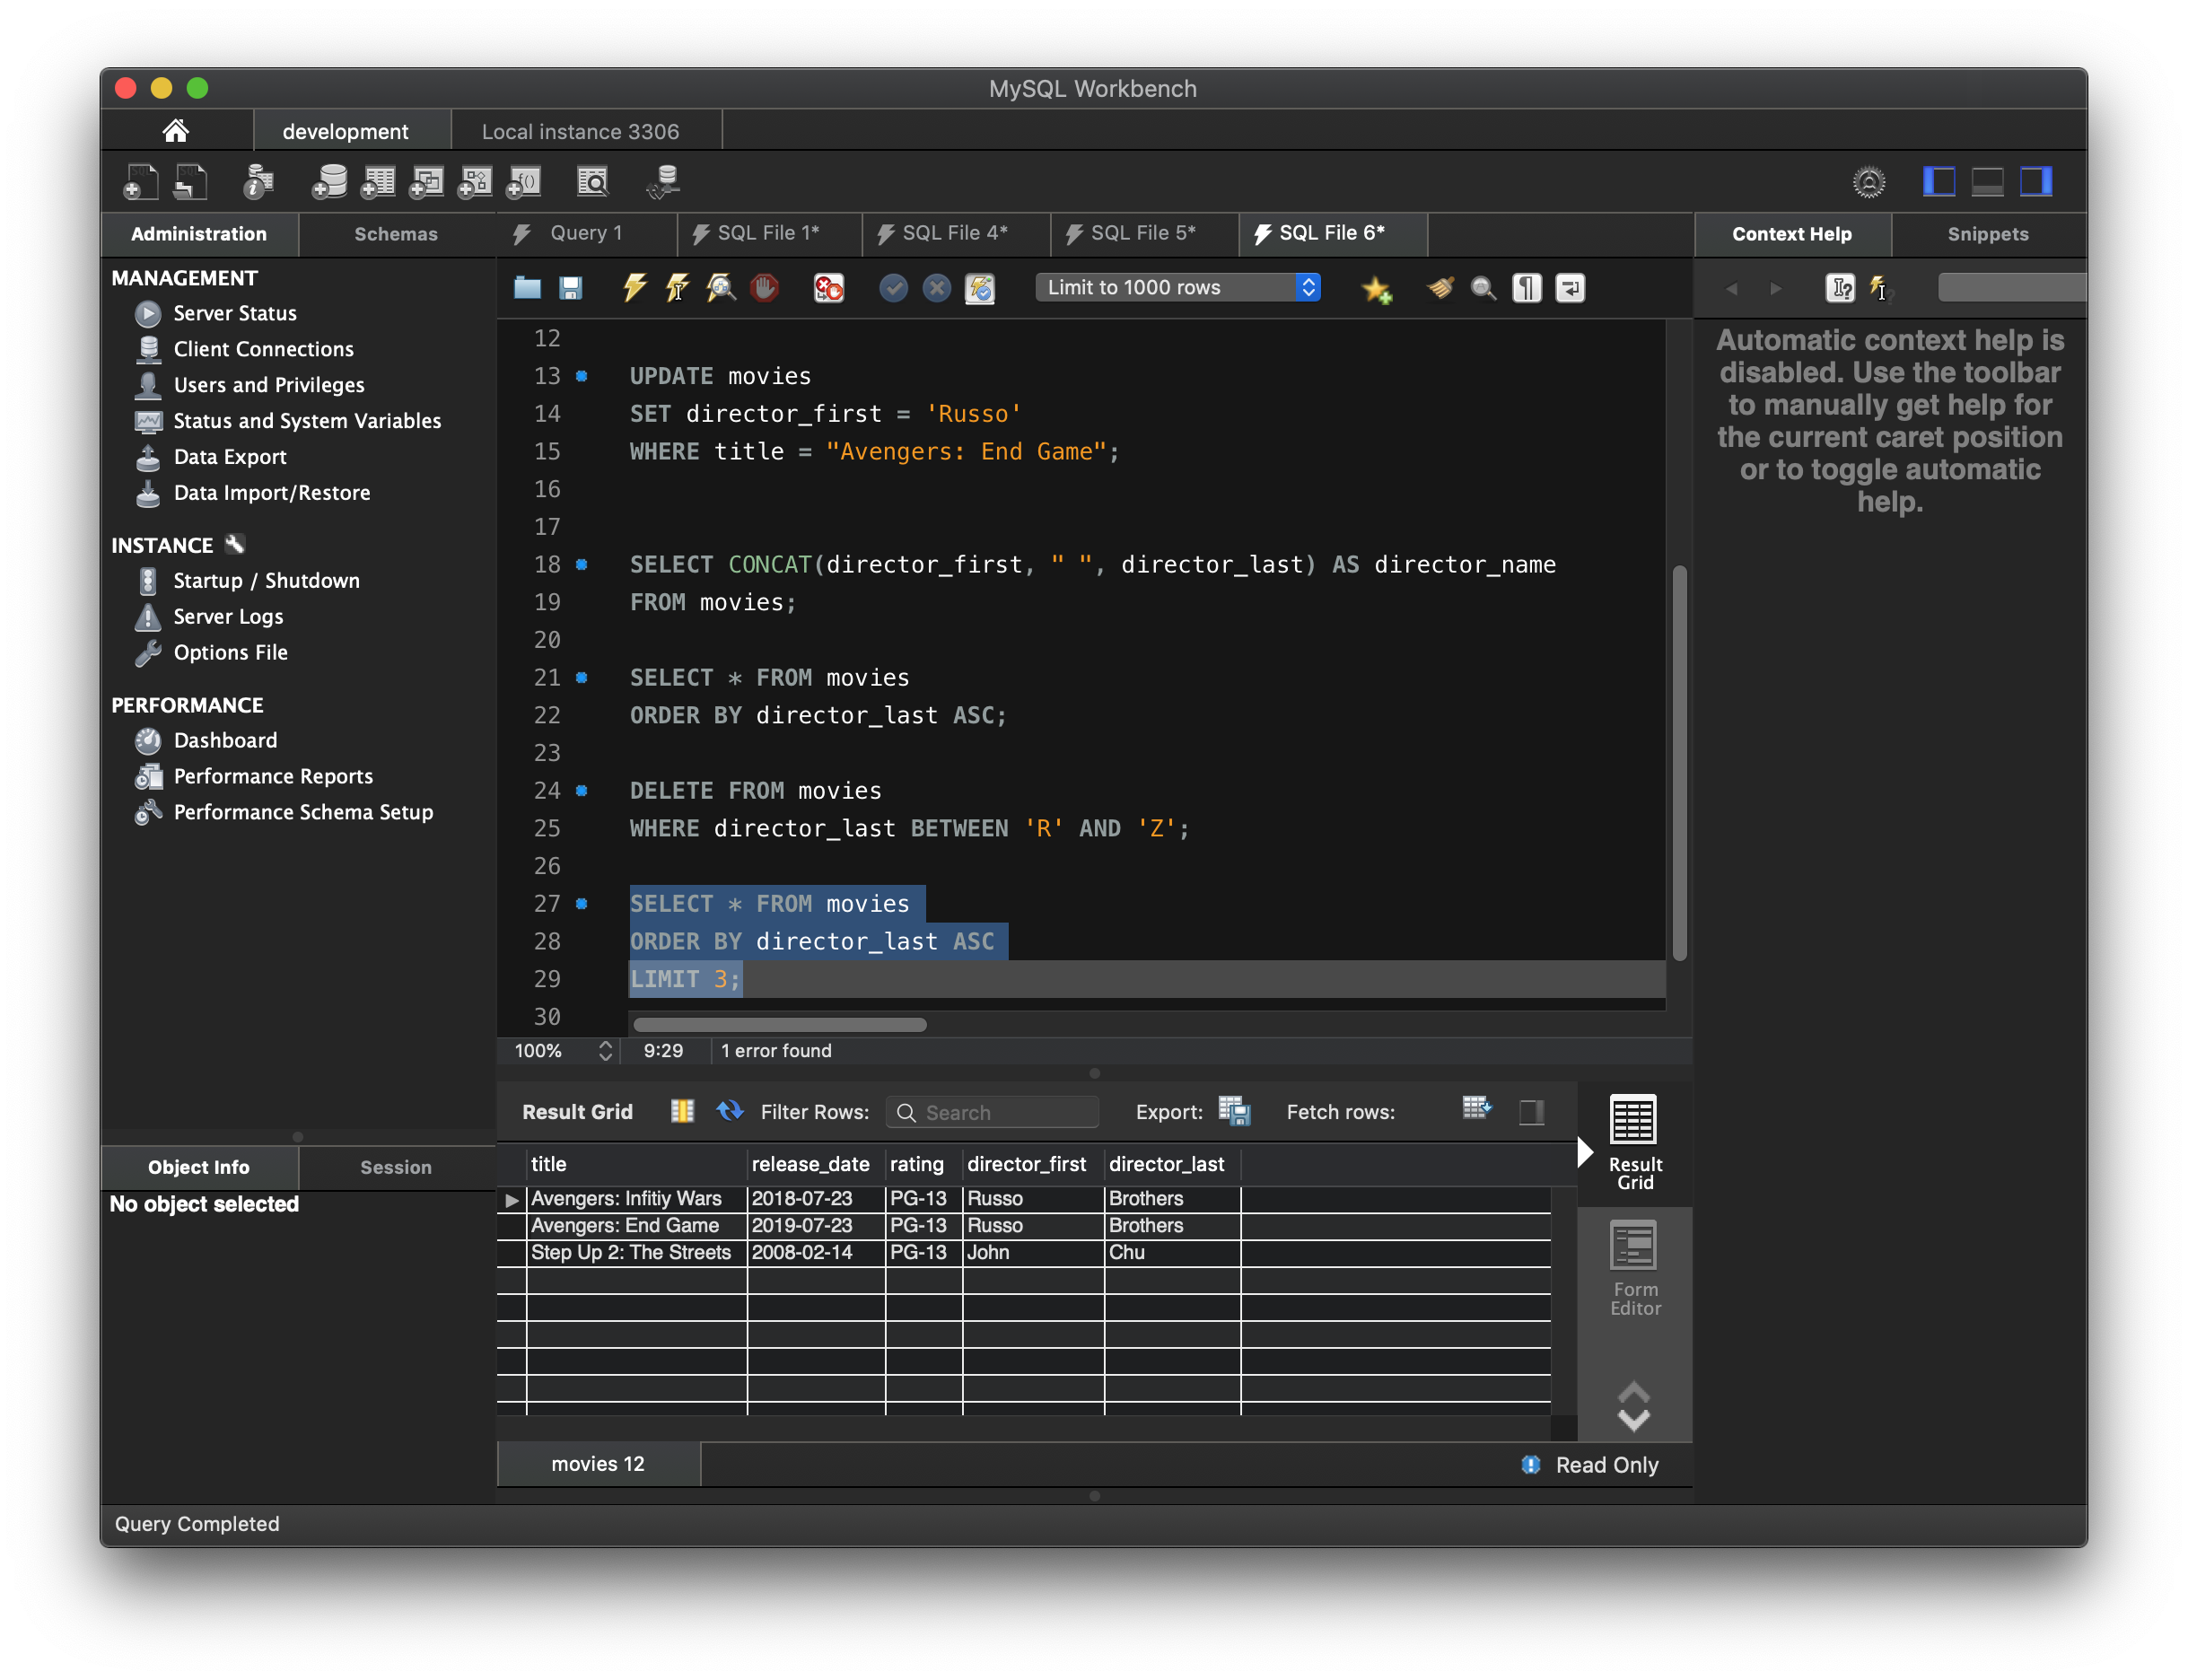 MySQL Workbench
development
Local instance 3306
Administration
Schemas
MANAGEMENT
Server Status
Client Connections
Users and Privileges
Status and System Variables
Data Export
Data Import/Restore
INSTANCE
Startup / Shutdown
Server Logs
Options File
PERFORMANCE
Dashboard
Performance Reports
Performance Schema Setup
Object Info
Session
No object selected
Query 1
SQL File 1*
SQL File 4*
SQL File 5*
SQL File 6*
Limit to 1000 rows
12
13 UPDATE movies
14 SET director_first = 'Russo'
15 WHERE title = "Avengers: End Game";
16
17
18 SELECT CONCAT(director_first, " ", director_last) AS director_name
19 FROM movies;
20
21 SELECT * FROM movies
22 ORDER BY director_last ASC;
23
24 DELETE FROM movies
25 WHERE director_last BETWEEN 'R' AND 'Z';
26
27 SELECT * FROM movies
28 ORDER BY director_last ASC
29 LIMIT 3;
30
100% 9:29 1 error found
Result Grid Filter Rows: Search Export: Fetch rows:
title release_date rating director_first director_last
Avengers: Infitiy Wars 2018-07-23 PG-13 Russo Brothers
Avengers: End Game 2019-07-23 PG-13 Russo Brothers
Step Up 2: The Streets 2008-02-14 PG-13 John Chu
Result
Grid
Form
Editor
movies 12
Read Only
Context Help
Snippets
Automatic context help is
disabled. Use the toolbar
to manually get help for
the current caret position
or to toggle automatic
help.
Query Completed